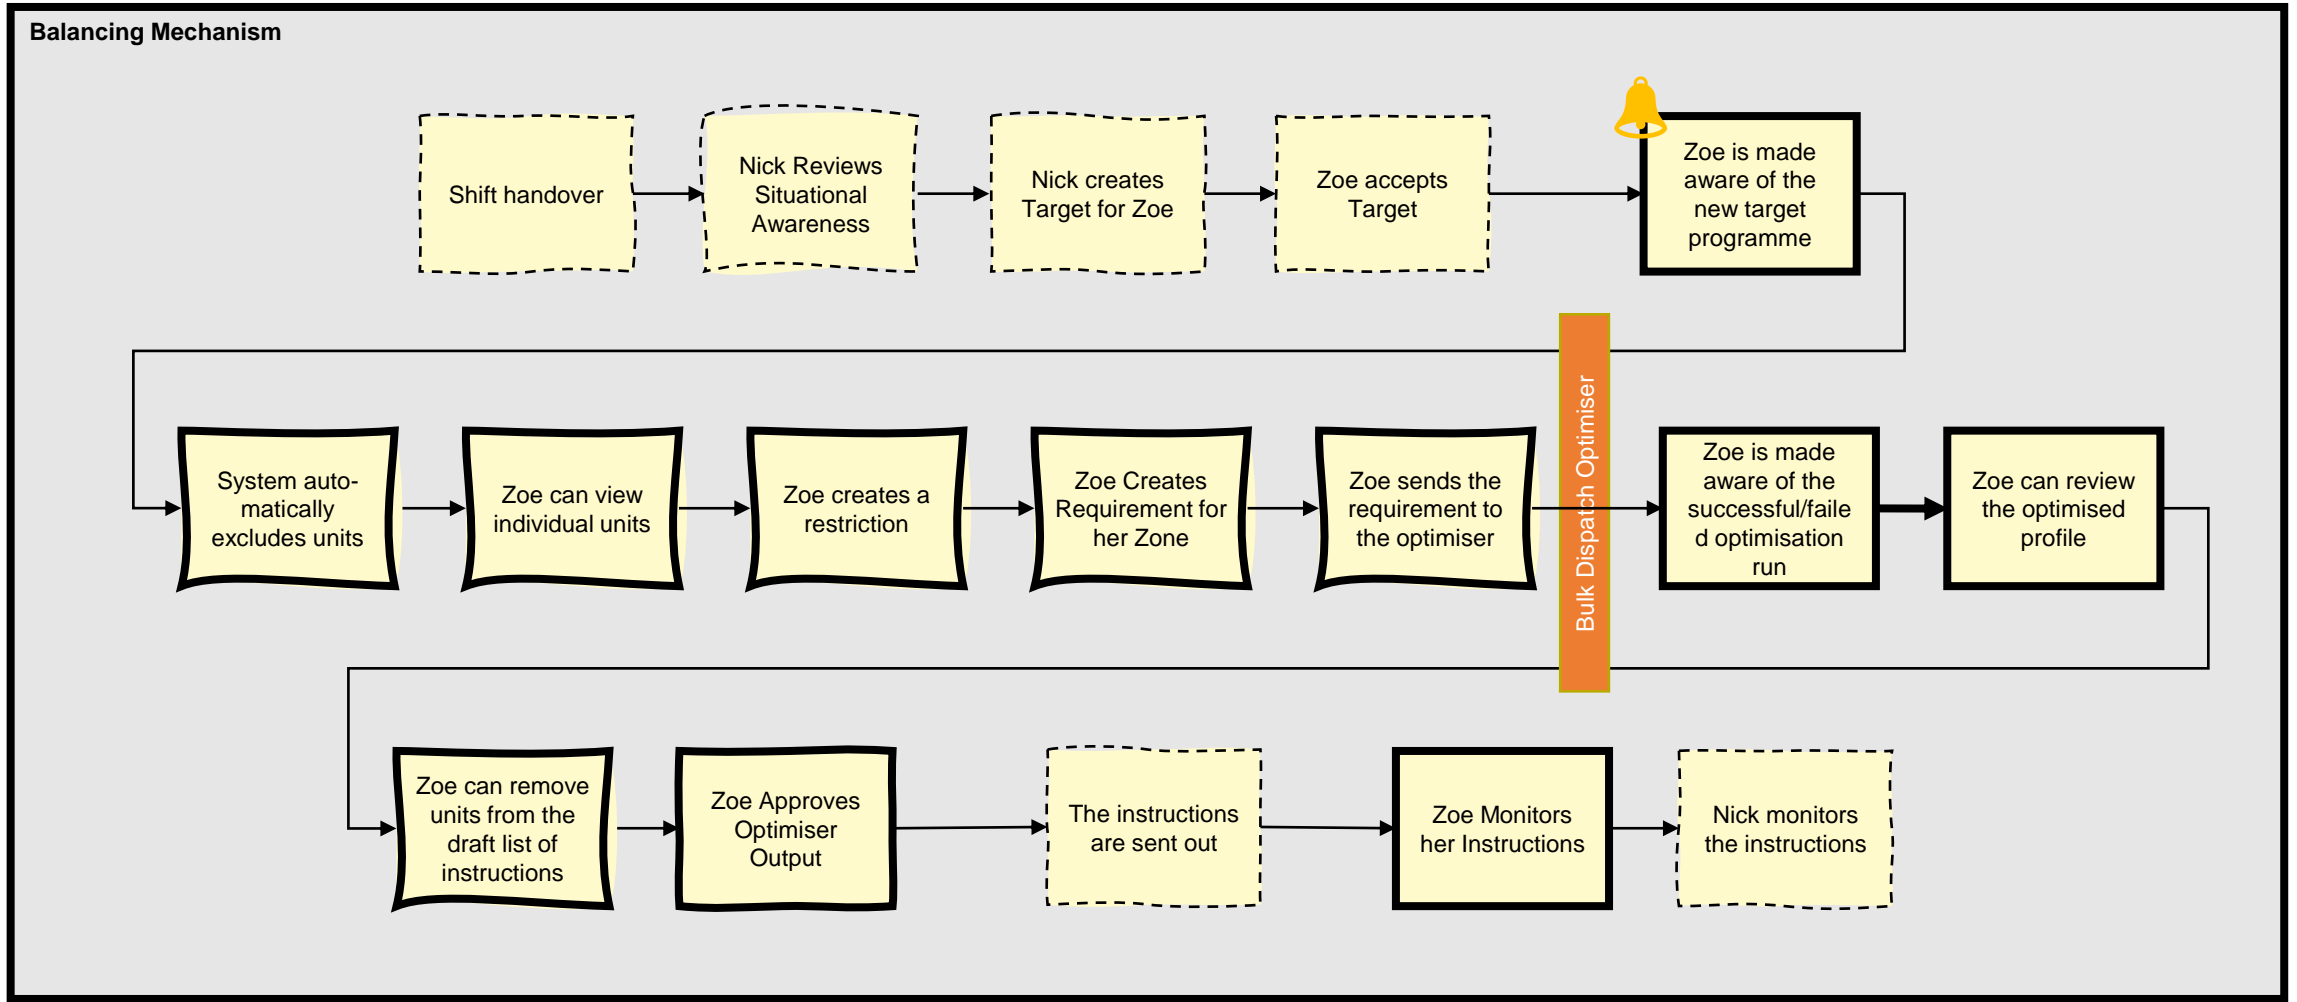 Balancing Mechanism
Shift handover
Nick Reviews
Situational
Awareness
Nick creates
Target for Zoe
Zoe accepts
Target
Zoe is made
aware of the
new target
programme
System auto-
matically
excludes units
Zoe can view
individual units
Zoe creates a
restriction
Zoe Creates
Requirement for
her Zone
Zoe sends the
requirement to
the optimiser
Bulk Dispatch Optimiser
Zoe is made
aware of the
successful/faile
d optimisation
run
Zoe can review
the optimised
profile
Zoe can remove
units from the
draft list of
instructions
Zoe Approves
Optimiser
Output
The instructions
are sent out
Zoe Monitors
her Instructions
Nick monitors
the instructions